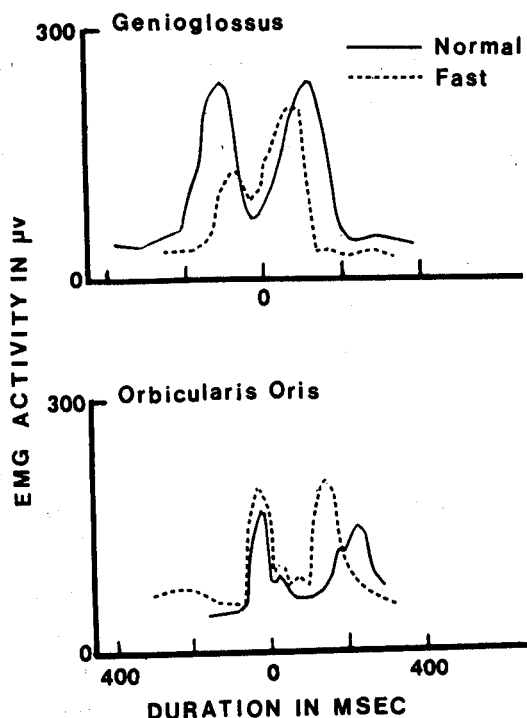 300 Genioglossus
Normal
Fast
0
0
EMG ACTIVITY IN μv
300 Orbicularis Oris
0
400 0 400
DURATION IN MSEC